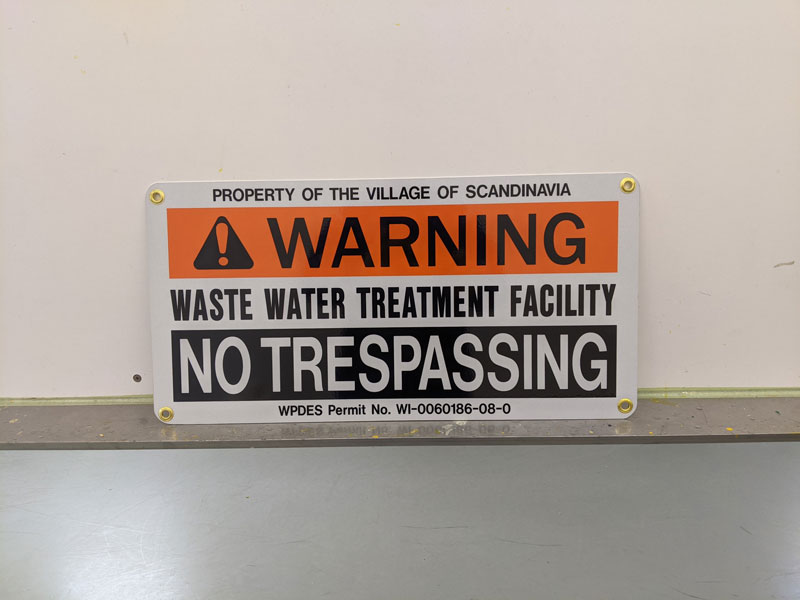 PROPERTY OF THE VILLAGE OF SCANDINAVIA
WARNING
WASTE WATER TREATMENT FACILITY
NO TRESPASSING
WPDES Permit No. WI-0060186-08-0